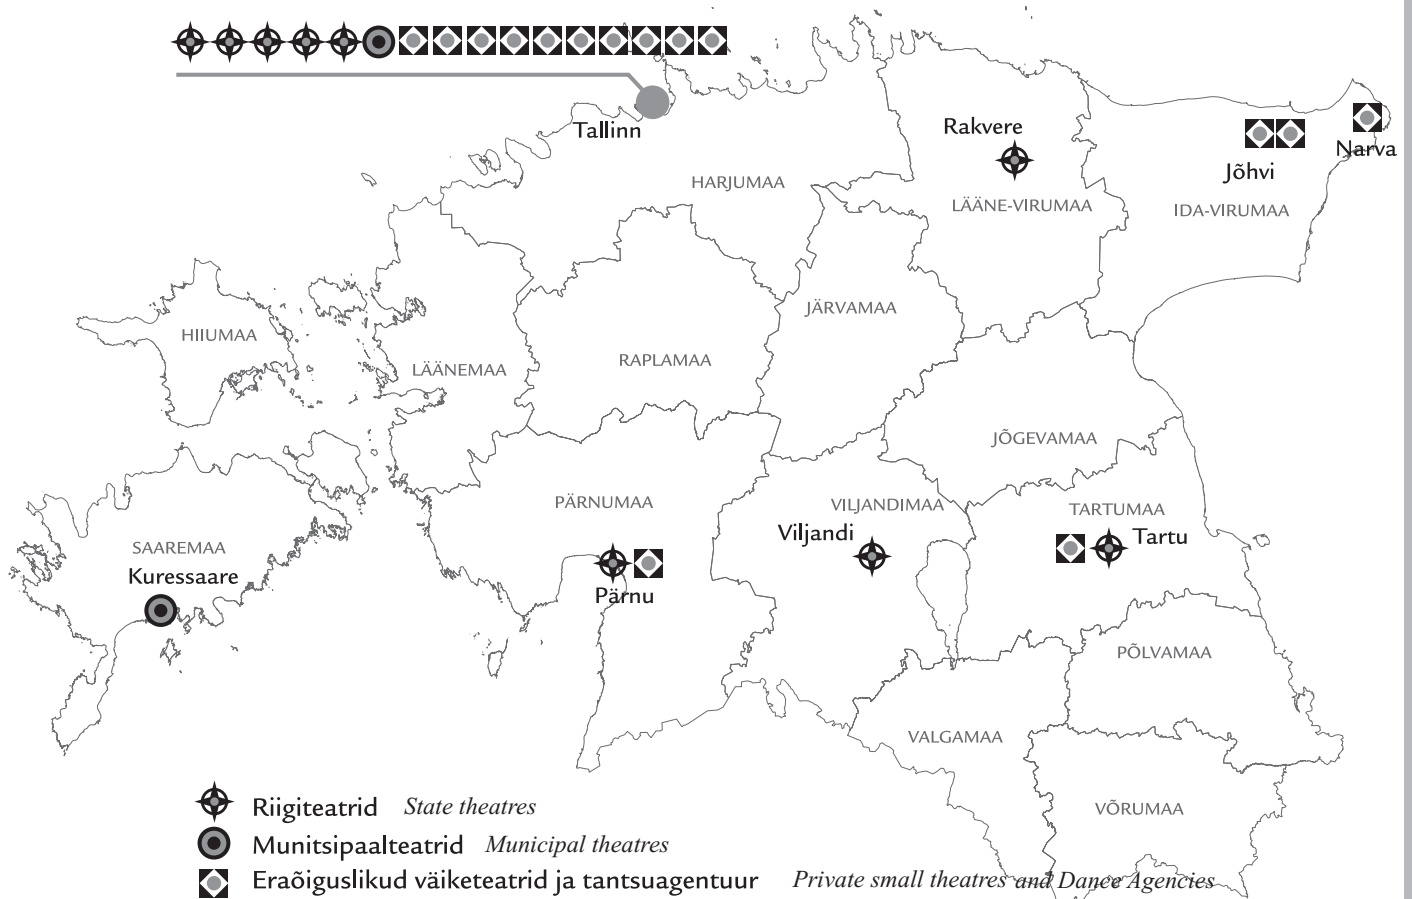 Tallinn
Rakvere
Narva
Jõhvi
HARJUMAA
LÄÄNE-VIRUMAA
IDA-VIRUMAA
HIIUMAA
JÄRVAMAA
LÄÄNEMAA
RAPLAMAA
JÕGEVAMAA
PÄRNUMAA
VILJANDIMAA
TARTUMAA
Viljandi
Tartu
SAAREMAA
Kuressaare
Pärnu
PÕLVAMAA
VALGAMAA
VÕRUMAA
Riigiteatrid State theatres
Munitsipaalteatrid Municipal theatres
Eraõiguslikud väiketeatrid ja tantsuagentuur Private small theatres and Dance Agencies